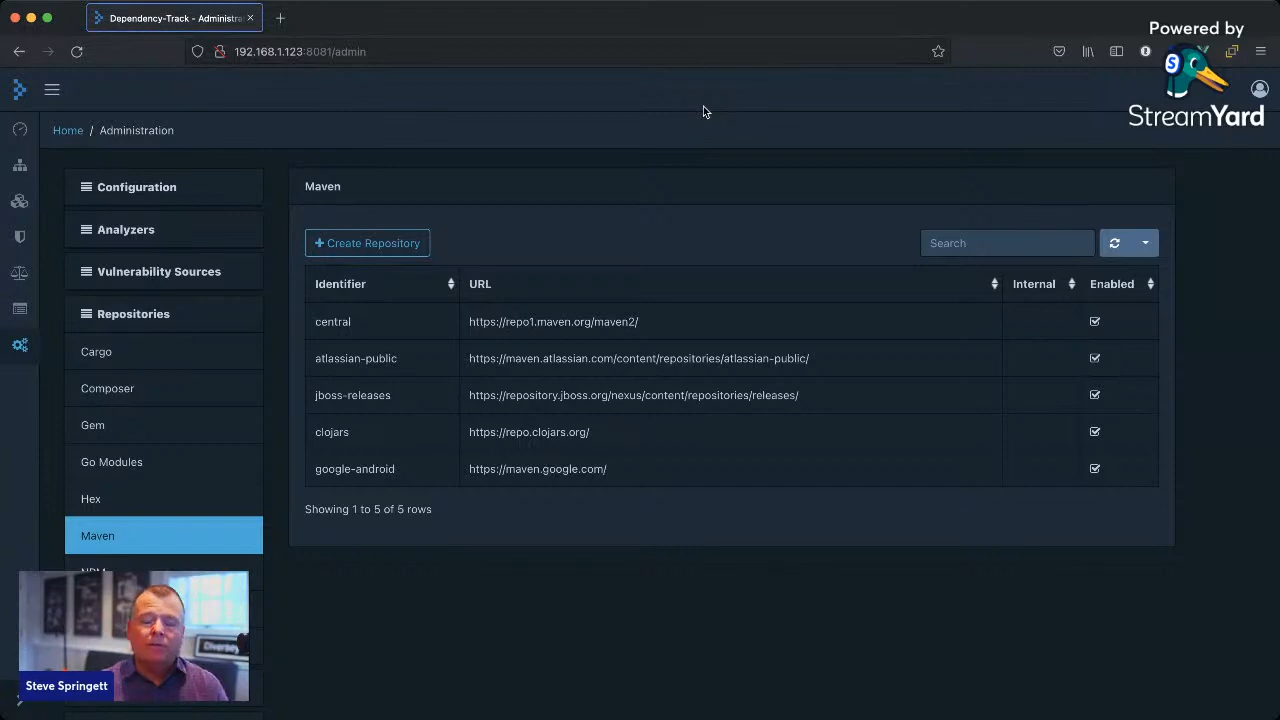 Dependency-Track - Administra
Powered by
StreamYard
192.168.1.123:8081/admin
Home / Administration
Configuration
Analyzers
Vulnerability Sources
Repositories
Cargo
Composer
Gem
Go Modules
Hex
Maven
Maven
Create Repository
Search
Identifier URL Internal Enabled
central https://repo1.maven.org/maven2/
atlassian-public https://maven.atlassian.com/content/repositories/atlassian-public/
jboss-releases https://repository.jboss.org/nexus/content/repositories/releases/
clojars https://repo.clojars.org/
google-android https://maven.google.com/
Showing 1 to 5 of 5 rows
Steve Springett